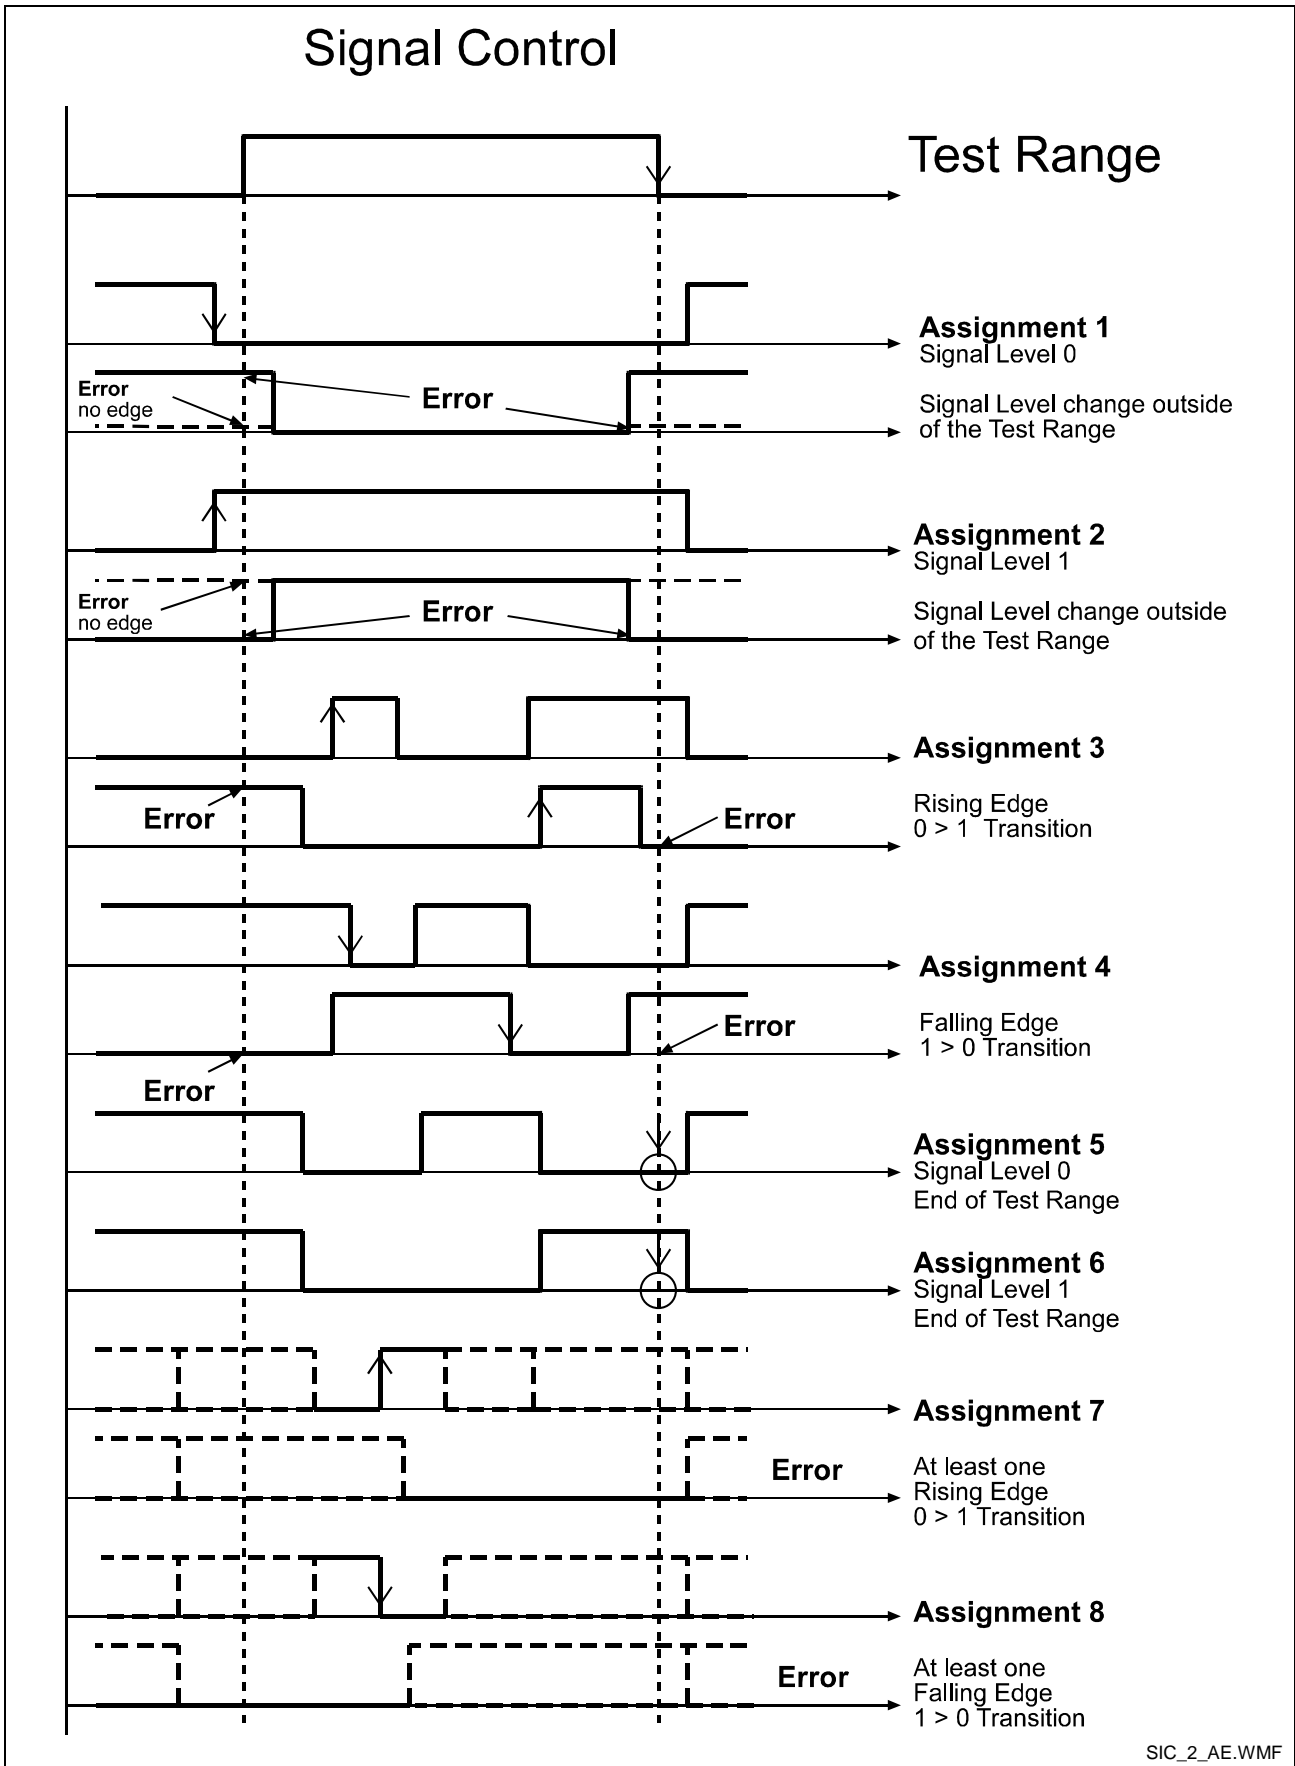 Signal Control
Test Range
Assignment 1
Signal Level 0
Error
no edge
Error
Signal Level change outside
of the Test Range
Assignment 2
Signal Level 1
Error
no edge
Error
Signal Level change outside
of the Test Range
Assignment 3
Error
Error
Rising Edge
0 > 1 Transition
Assignment 4
Error
Error
Falling Edge
1 > 0 Transition
Assignment 5
Signal Level 0
End of Test Range
Assignment 6
Signal Level 1
End of Test Range
Assignment 7
Error
At least one
Rising Edge
0 > 1 Transition
Assignment 8
Error
At least one
Falling Edge
1 > 0 Transition
SIC_2_AE.WMF